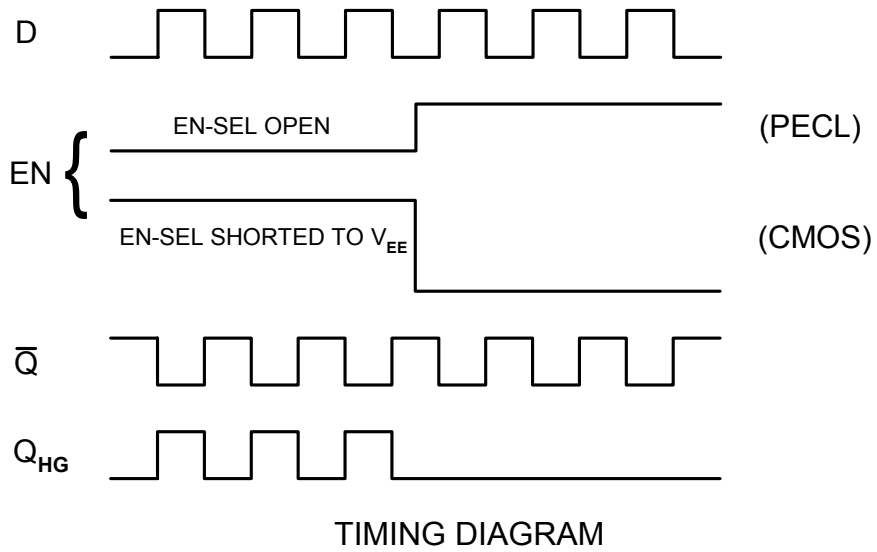 D
EN-SEL OPEN
(PECL)
EN {
EN-SEL SHORTED TO VEE
(CMOS)
Q̅
QHG
TIMING DIAGRAM